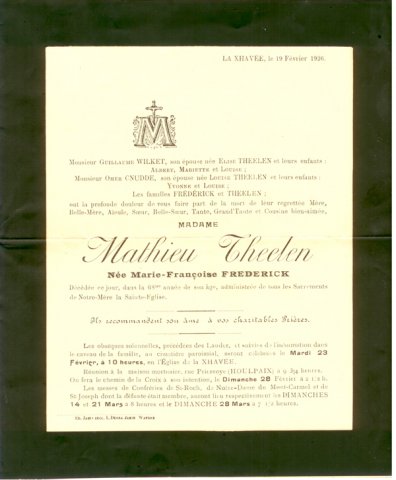 LA XHAVÉE, le 19 Février 1926.
M
Monsieur GUILLAUME WILKET, son épouse née ELISE THEELEN et leurs enfants :
ALBERT, MARIETTE et LOUISE ;
Monsieur OMER CNUDDE, son épouse née LOUISE THEELEN et leurs enfants :
YVONNE et LOUISE ;
Les familles FRÉDÉRICK et THEELEN ;
ont la profonde douleur de vous faire part de la mort de leur regrettée Mère,
Belle-Mère, Aïeule, Sœur, Belle-Sœur, Tante, Grand'Tante et Cousine bien-aimée,
MADAME
Mathieu Theelen
Née Marie-Françoise FREDERICK
Décédée ce jour, dans la année de son âge, administrée de tous les Sacrements
de Notre-Mère la Sainte-Eglise.
Ils recommandent son âme à vos charitables Prières.
Les obsèques solennelles, précédées des Laudes, et suivies de l'inhumation dans
le caveau de la famille, au cimetière paroissial, seront célébrées le Mardi 23
Février, à 10 heures, en l'Église de la XHAVÉE.
Réunion à la maison mortuaire, rue (HOULPAIX) à 9 3/4 heures.
On fera le chemin de la Croix à son intention, le Dimanche 28 Février à 2 1/2 h.
Les messes de Confréries de St-Roch, de Notre-Dame du Mont-Carmel et de
St-Joseph dont la défunte était membre, auront lieu respectivement les DIMANCHES
14 et 21 Mars à 8 heures et le DIMANCHE 28 Mars à 7 1/2 heures.